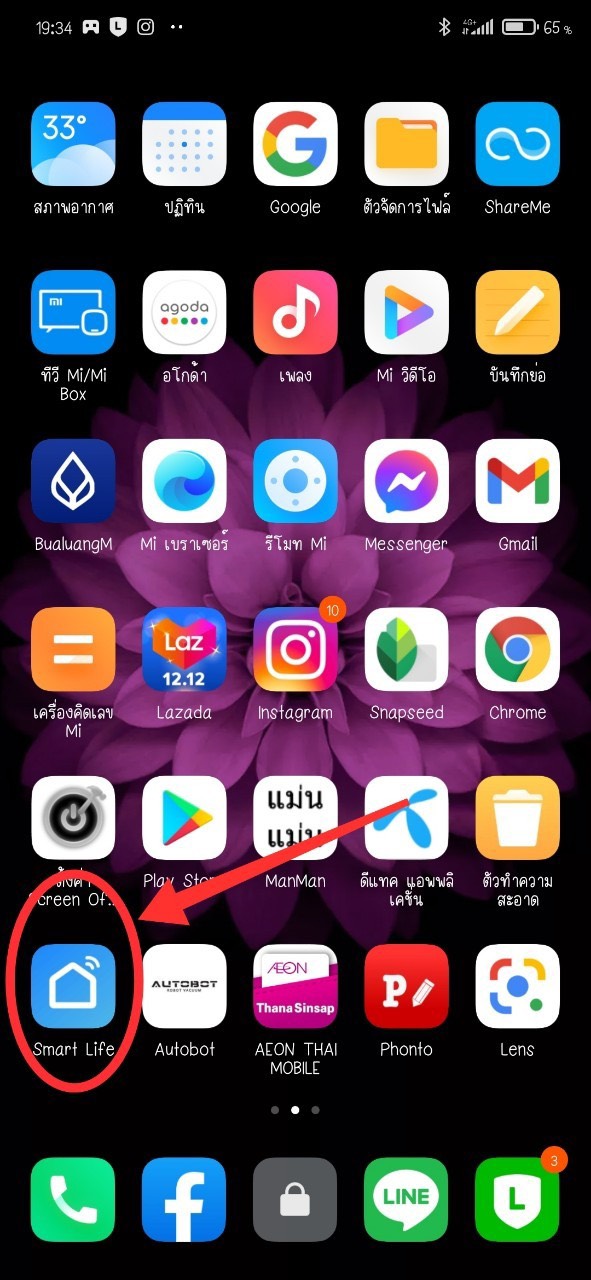 19:34
4G+
65 %
33°
สภาพอากาศ
ปฏิทิน
Google
ตัวจัดการไฟล์
ShareMe
mi
agoda
ทีวี Mi/Mi
Box
อโกด้า
เพลง
Mi วิดีโอ
บันทึกย่อ
BualuangM
Mi เบราเซอร์
รีโมท Mi
Messenger
Gmail
Laz
12.12
10
เครื่องคิดเลข
Mi
Lazada
Instagram
Snapseed
Chrome
แม่น
แม่น
Play Stor
ManMan
ดีแทค แอพพลิ
เคชัน
ตัวทำความ
สะอาด
Screen Of..
AUTOBOT
ROBOT VACUUM
AEON
Thana Sinsap
P
Smart Life
Autobot
AEON THAI
MOBILE
Phonto
Lens
LINE
L
3